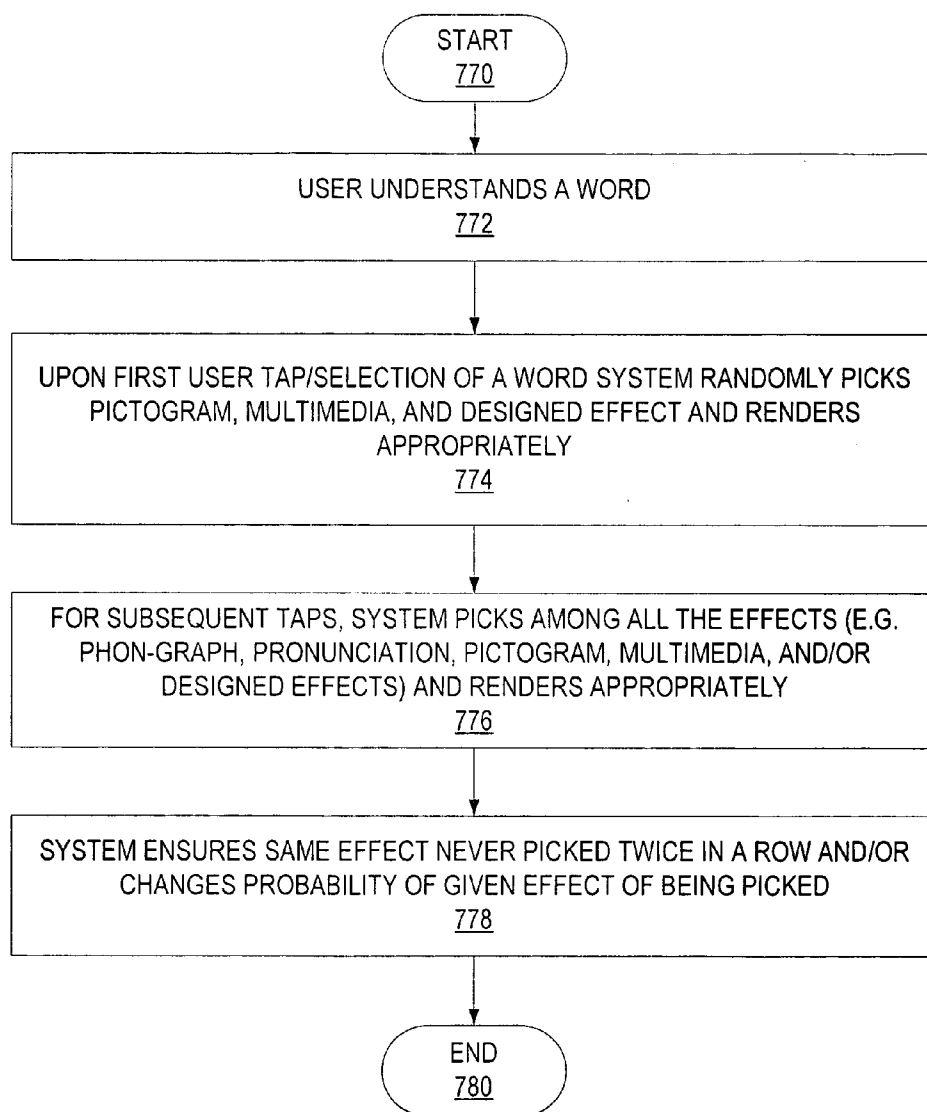 START
770
USER UNDERSTANDS A WORD
772
UPON FIRST USER TAP/SELECTION OF A WORD SYSTEM RANDOMLY PICKS
PICTOGRAM, MULTIMEDIA, AND DESIGNED EFFECT AND RENDERS
APPROPRIATELY
774
FOR SUBSEQUENT TAPS, SYSTEM PICKS AMONG ALL THE EFFECTS (E.G.
PHON-GRAPH, PRONUNCIATION, PICTOGRAM, MULTIMEDIA, AND/OR
DESIGNED EFFECTS) AND RENDERS APPROPRIATELY
776
SYSTEM ENSURES SAME EFFECT NEVER PICKED TWICE IN A ROW AND/OR
CHANGES PROBABILITY OF GIVEN EFFECT OF BEING PICKED
778
END
780